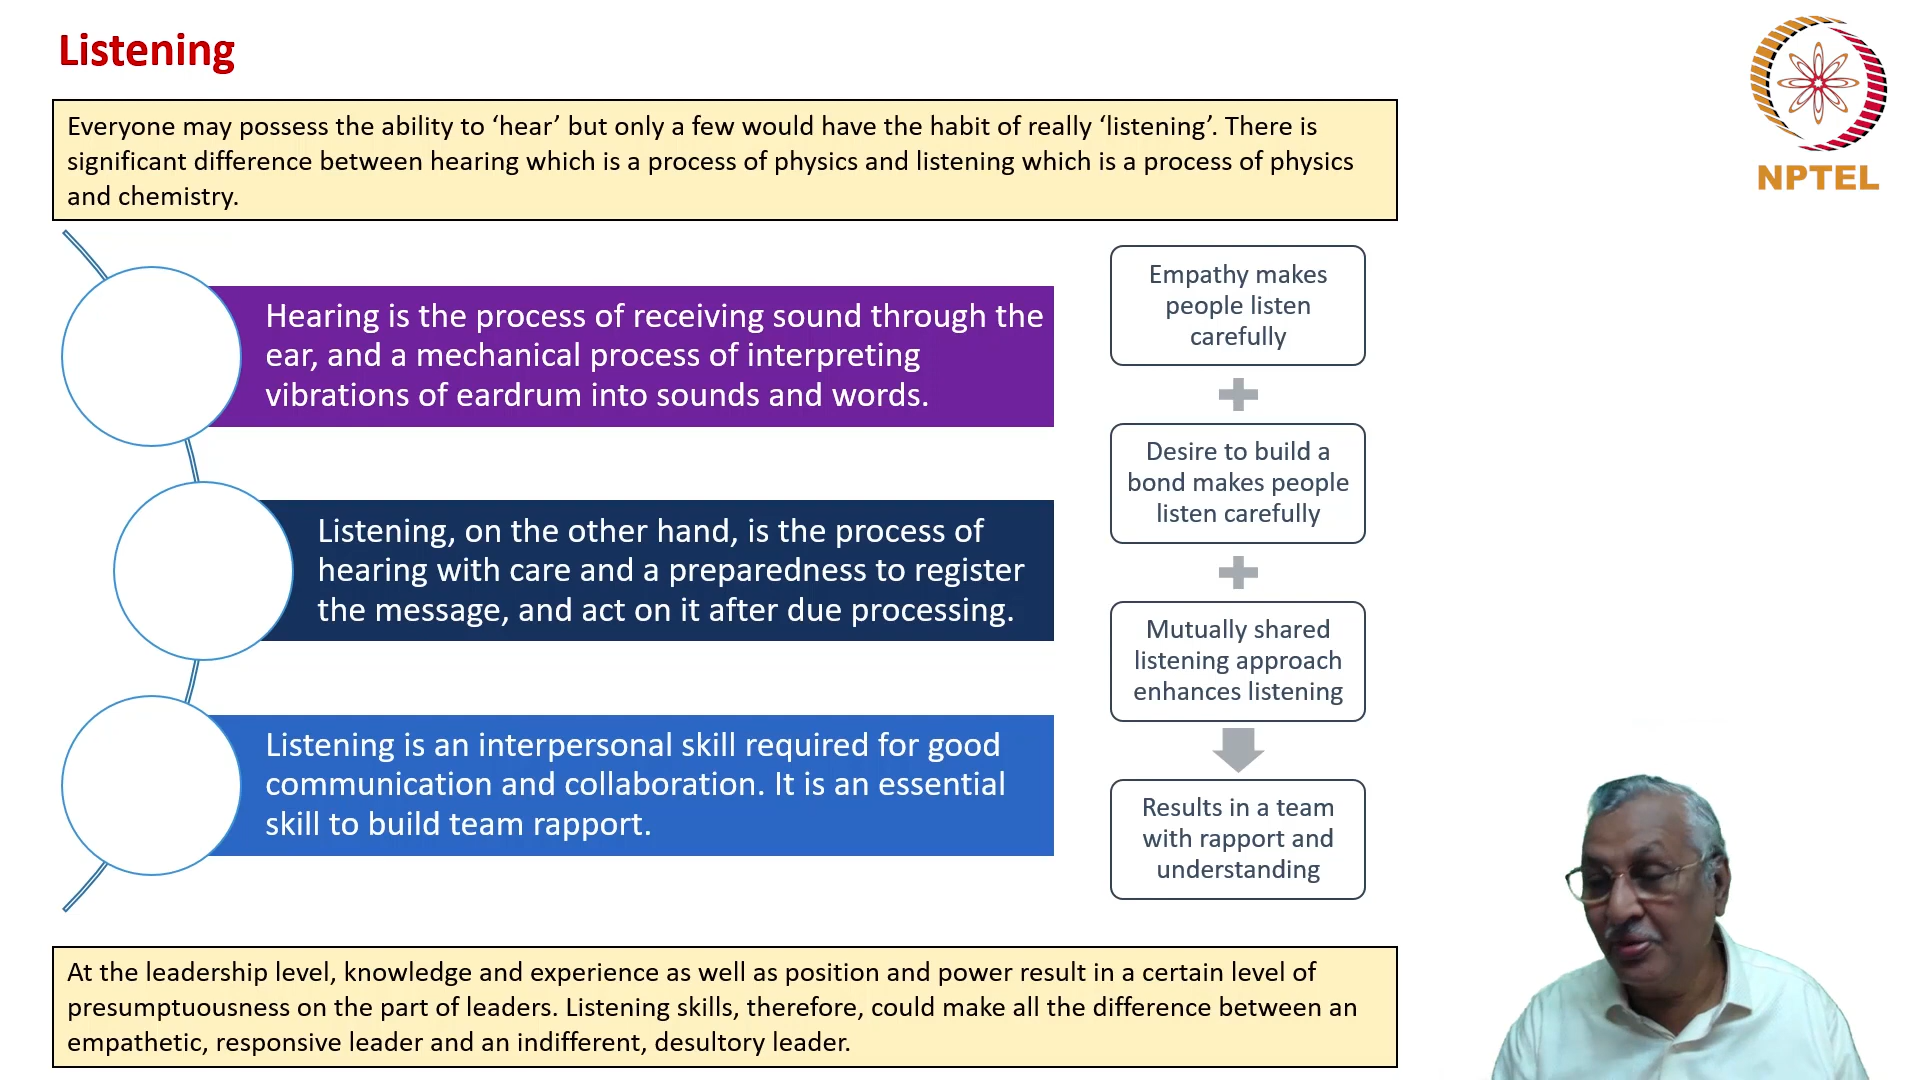 Listening
NPTEL
Everyone may possess the ability to ‘hear’ but only a few would have the habit of really ‘listening’. There is
significant difference between hearing which is a process of physics and listening which is a process of physics
and chemistry.
Hearing is the process of receiving sound through the
ear, and a mechanical process of interpreting
vibrations of eardrum into sounds and words.
Listening, on the other hand, is the process of
hearing with care and a preparedness to register
the message, and act on it after due processing.
Listening is an interpersonal skill required for good
communication and collaboration. It is an essential
skill to build team rapport.
Empathy makes
people listen
carefully
Desire to build a
bond makes people
listen carefully
Mutually shared
listening approach
enhances listening
Results in a team
with rapport and
understanding
At the leadership level, knowledge and experience as well as position and power result in a certain level of
presumptuousness on the part of leaders. Listening skills, therefore, could make all the difference between an
empathetic, responsive leader and an indifferent, desultory leader.